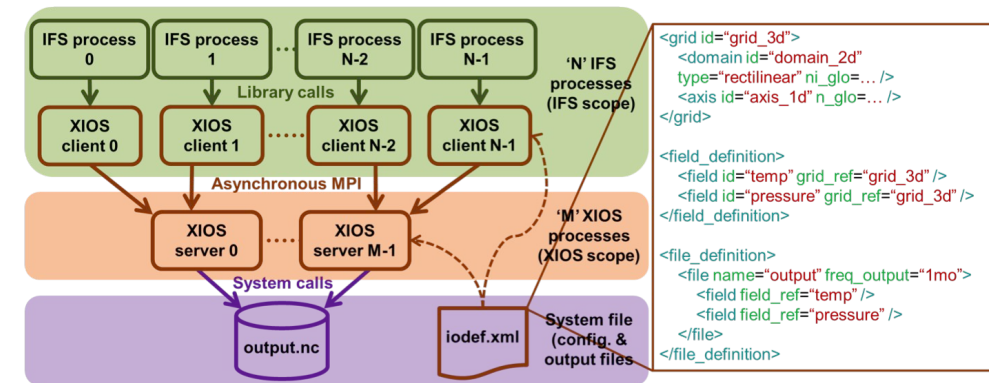 IFS process
0
IFS process
1
IFS process
N-2
IFS process
N-1
Library calls
'N' IFS
processes
(IFS scope)
XIOS
client 0
XIOS
client 1
XIOS
client N-2
XIOS
client N-1
Asynchronous MPI
XIOS
server 0
XIOS
server M-1
'M' XIOS
processes
(XIOS scope)
System calls
output.nc
iodef.xml
System file
(config. &
output files
<grid id=“grid_3d”>
<domain id=“domain_2d”
type=“rectilinear” ni_glo=… />
<axis id=“axis_1d” n_glo=… />
</grid>
<field_definition>
<field id=“temp” grid_ref=“grid_3d” />
<field id=“pressure” grid_ref=“grid_3d” />
</field_definition>
<file_definition>
<file name=“output” freq_output=“1mo”>
<field field_ref=“temp” />
<field field_ref=“pressure” />
</file>
</file_definition>